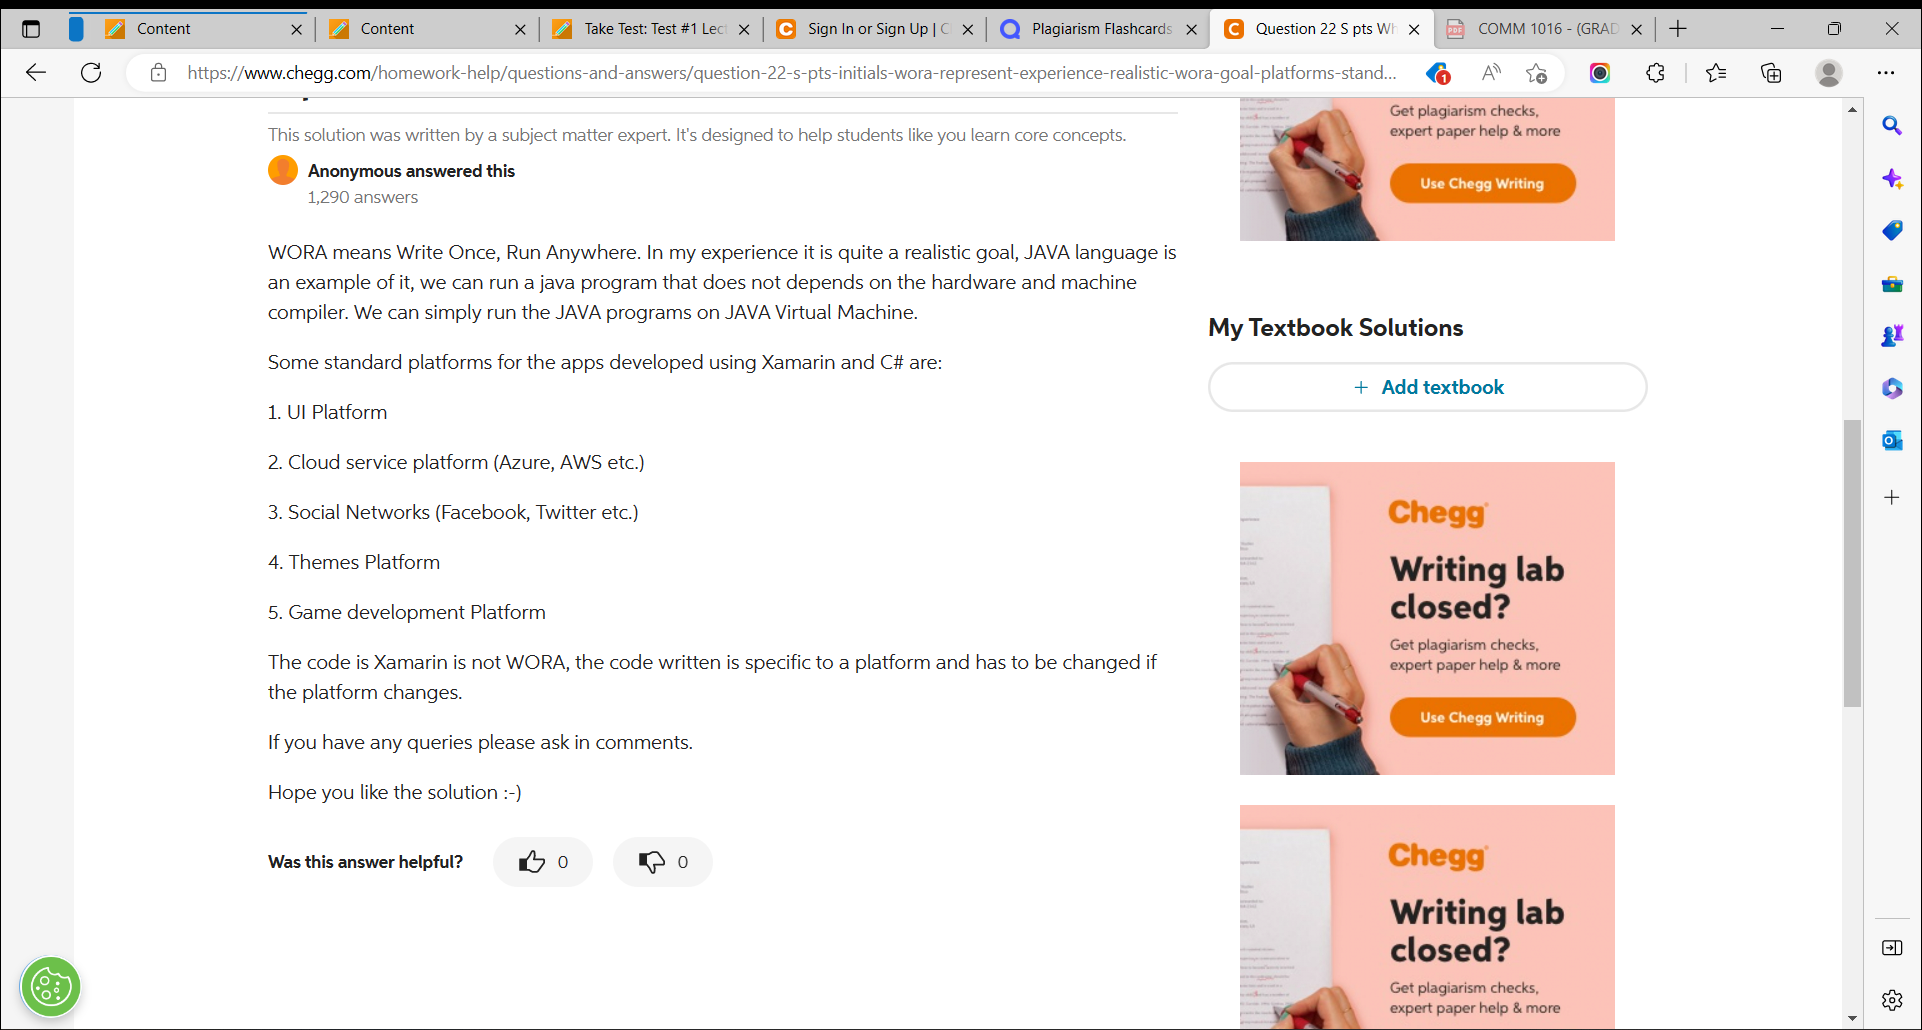 Content
Content
Take Test: Test #1 Lect
Sign In or Sign Up | C
Plagiarism Flashcards
Question 22 S pts Wh
COMM 1016 - (GRAD
https://www.chegg.com/homework-help/questions-and-answers/question-22-s-pts-initials-wora-represent-experience-realistic-wora-goal-platforms-stand...
1
This solution was written by a subject matter expert. It's designed to help students like you learn core concepts.
Anonymous answered this
1,290 answers
WORA means Write Once, Run Anywhere. In my experience it is quite a realistic goal, JAVA language is
an example of it, we can run a java program that does not depends on the hardware and machine
compiler. We can simply run the JAVA programs on JAVA Virtual Machine.
Some standard platforms for the apps developed using Xamarin and C# are:
1. UI Platform
2. Cloud service platform (Azure, AWS etc.)
3. Social Networks (Facebook, Twitter etc.)
4. Themes Platform
5. Game development Platform
The code is Xamarin is not WORA, the code written is specific to a platform and has to be changed if
the platform changes.
If you have any queries please ask in comments.
Hope you like the solution :-)
Was this answer helpful?
0
0
Get plagiarism checks,
expert paper help & more
Use Chegg Writing
My Textbook Solutions
+ Add textbook
Chegg
Writing lab
closed?
Get plagiarism checks,
expert paper help & more
Use Chegg Writing
Chegg
Writing lab
closed?
Get plagiarism checks,
expert paper help & more